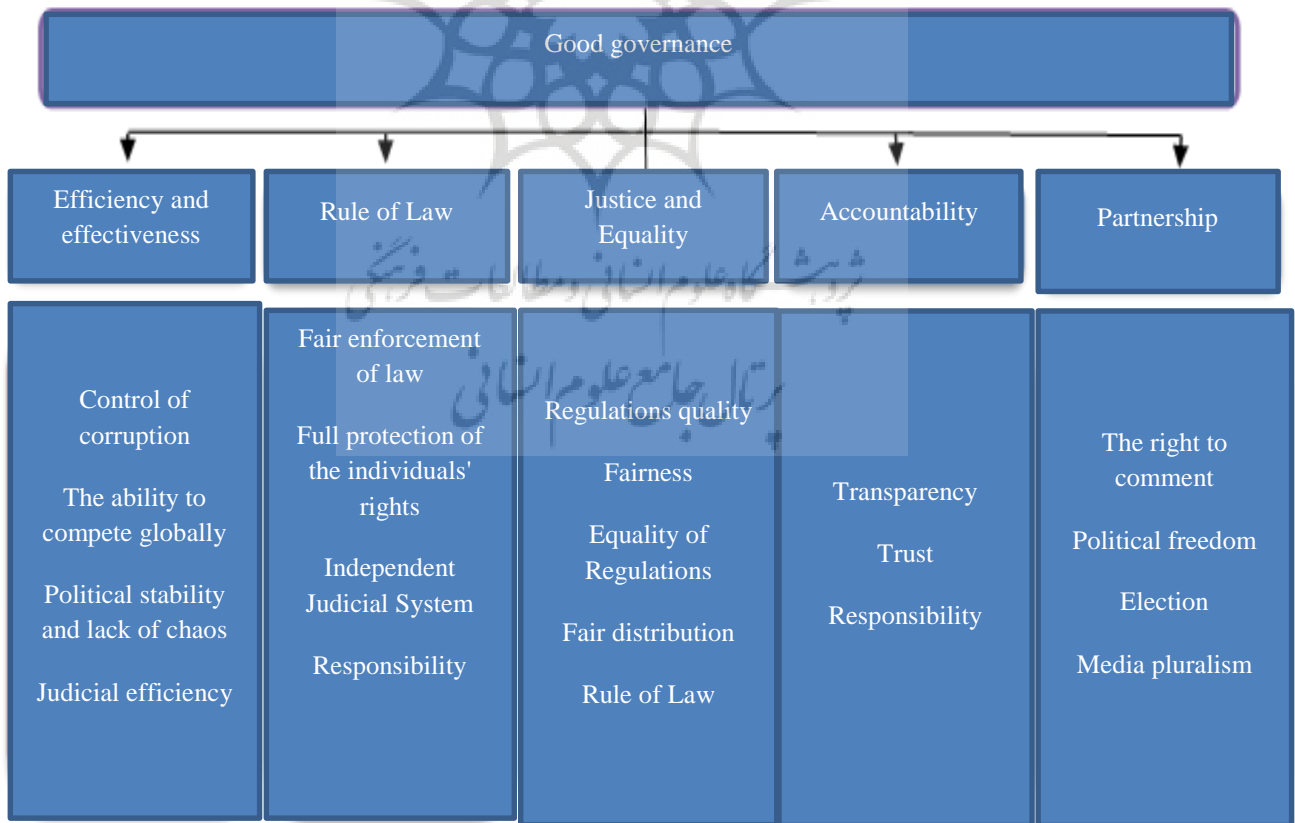 Good governance
Efficiency and
effectiveness
Rule of Law
Justice and
Equality
Accountability
Partnership
Control of
corruption
The ability to
compete globally
Political stability
and lack of chaos
Judicial efficiency
Fair enforcement
of law
Full protection of
the individuals'
rights
Independent
Judicial System
Responsibility
Regulations quality
Fairness
Equality of
Regulations
Fair distribution
Rule of Law
Transparency
Trust
Responsibility
The right to
comment
Political freedom
Election
Media pluralism
پژوهشگاه علوم انسانی و مطالعات فرهنگی
پرتال جامع علوم انسانی